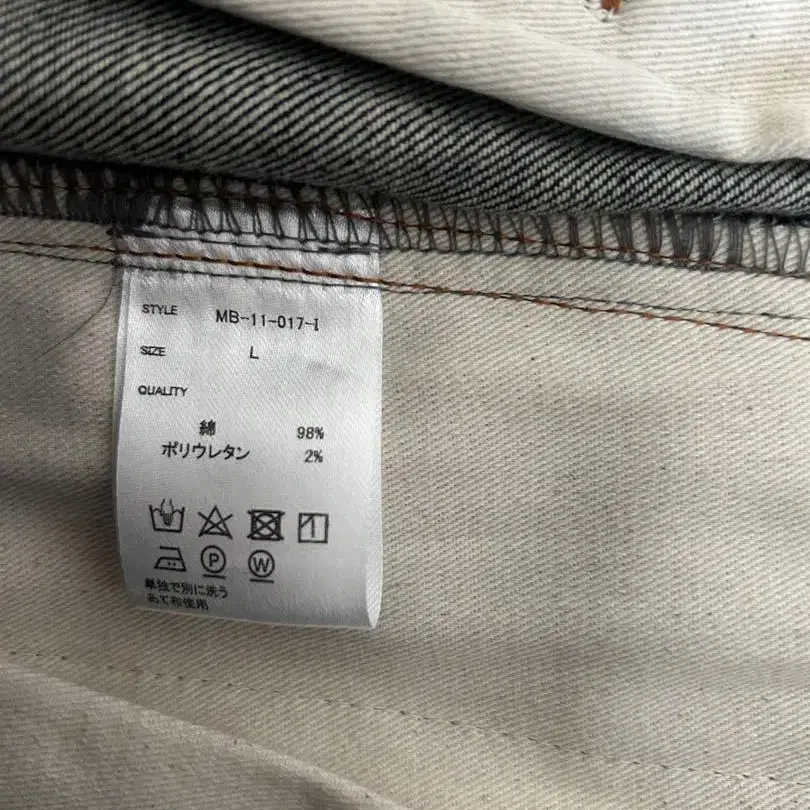 STYLE MB-11-017-I
SIZE L
QUALITY
綿 98%
ポリウレタン 2%
P W
単独で別に洗う
あて布使用